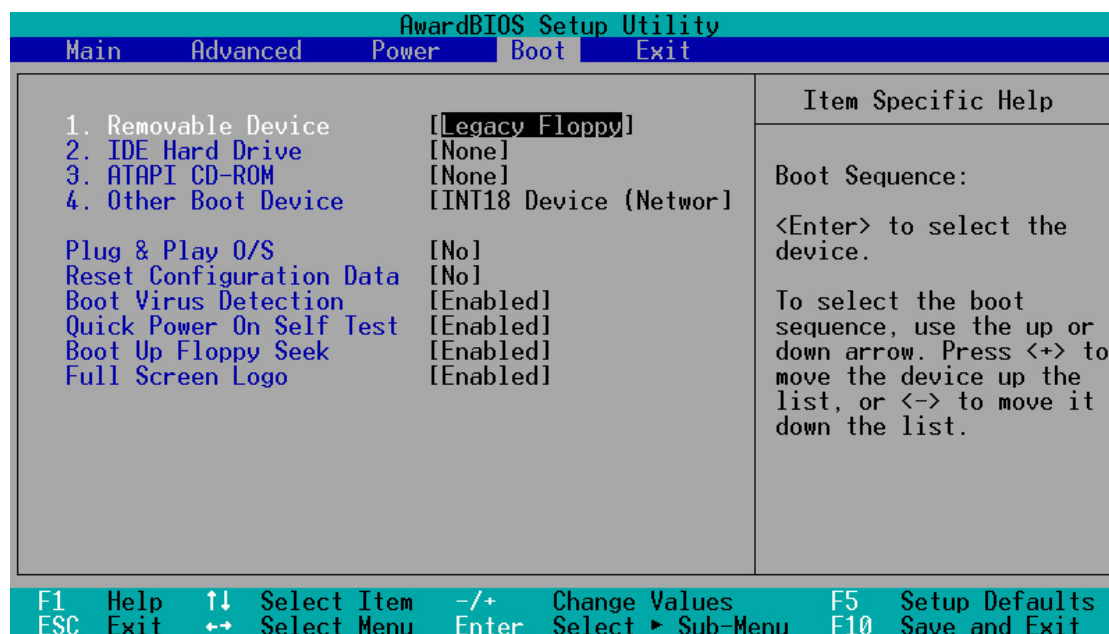 AwardBIOS Setup Utility
Main Advanced Power Boot Exit
1. Removable Device [Legacy Floppy]
2. IDE Hard Drive [None]
3. ATAPI CD-ROM [None]
4. Other Boot Device [INT18 Device (Networ]
Plug & Play O/S [No]
Reset Configuration Data [No]
Boot Virus Detection [Enabled]
Quick Power On Self Test [Enabled]
Boot Up Floppy Seek [Enabled]
Full Screen Logo [Enabled]
Item Specific Help
Boot Sequence:
<Enter> to select the
device.
To select the boot
sequence, use the up or
down arrow. Press <+> to
move the device up the
list, or <-> to move it
down the list.
F1 Help ↑↓ Select Item -/+ Change Values F5 Setup Defaults
ESC Exit ←→ Select Menu Enter Select ► Sub-Menu F10 Save and Exit